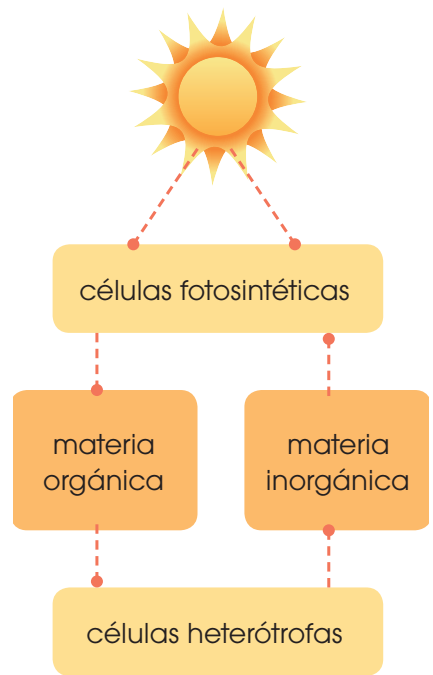 células fotosintéticas
materia
orgánica
materia
inorgánica
células heterótrofas